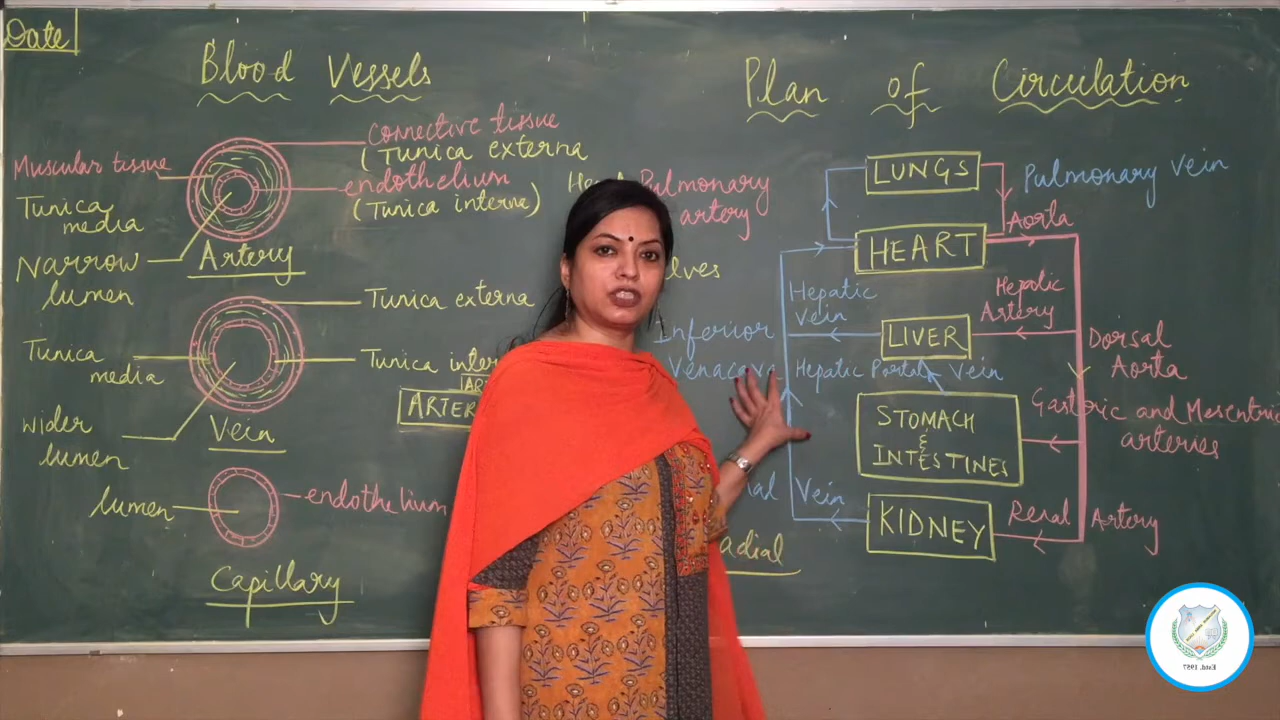 Date
Blood Vessels
Connective tissue
(Tunica externa
Muscular tissue
endothelium
(Tunica interna)
Tunica
media
Narrow
lumen
Artery
Tunica externa
Tunica
media
wider
lumen
Vein
lumen
endothelium
Capillary
Plan of Circulation
Pulmonary
artery
LUNGS
Pulmonary Vein
Aorta
HEART
Hepatic
Vein
Hepatic
Artery
Inferior
Venacava
LIVER
Dorsal
Aorta
Hepatic Portal Vein
STOMACH
&
INTESTINES
Gastoric and Mesentric
arteries
Vein
KIDNEY
Renal Artery
Estd. 1957